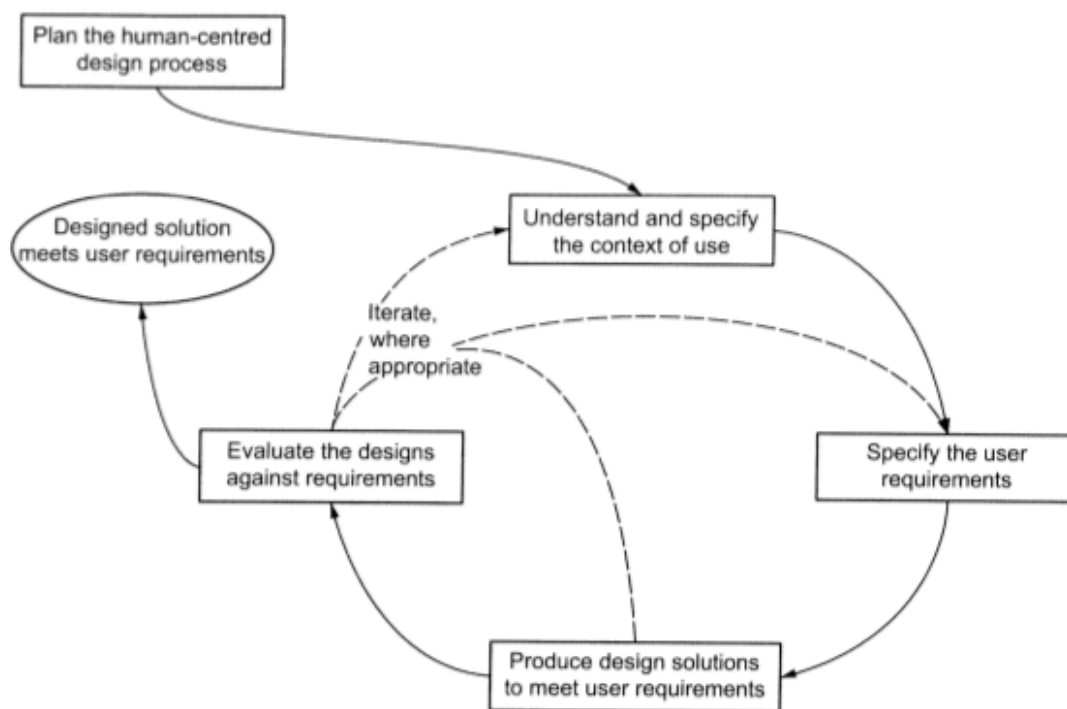 Plan the human-centred
design process
Understand and specify
the context of use
Designed solution
meets user requirements
Iterate,
where
appropriate
Evaluate the designs
against requirements
Specify the user
requirements
Produce design solutions
to meet user requirements